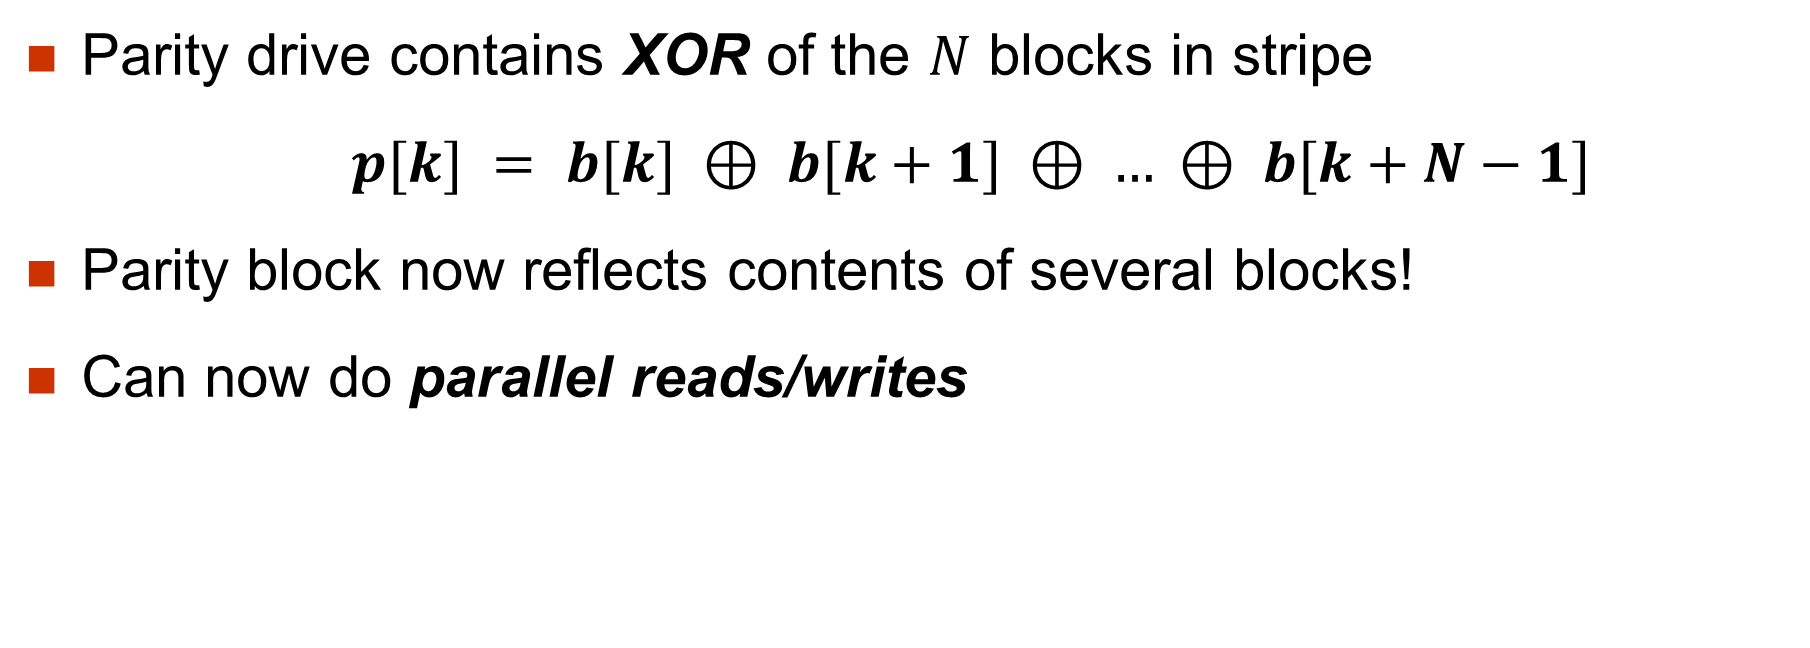 ■ Parity drive contains XOR of the N blocks in stripe
p[k] = b[k] ⊕ b[k + 1] ⊕ … ⊕ b[k + N − 1]
■ Parity block now reflects contents of several blocks!
■ Can now do parallel reads/writes